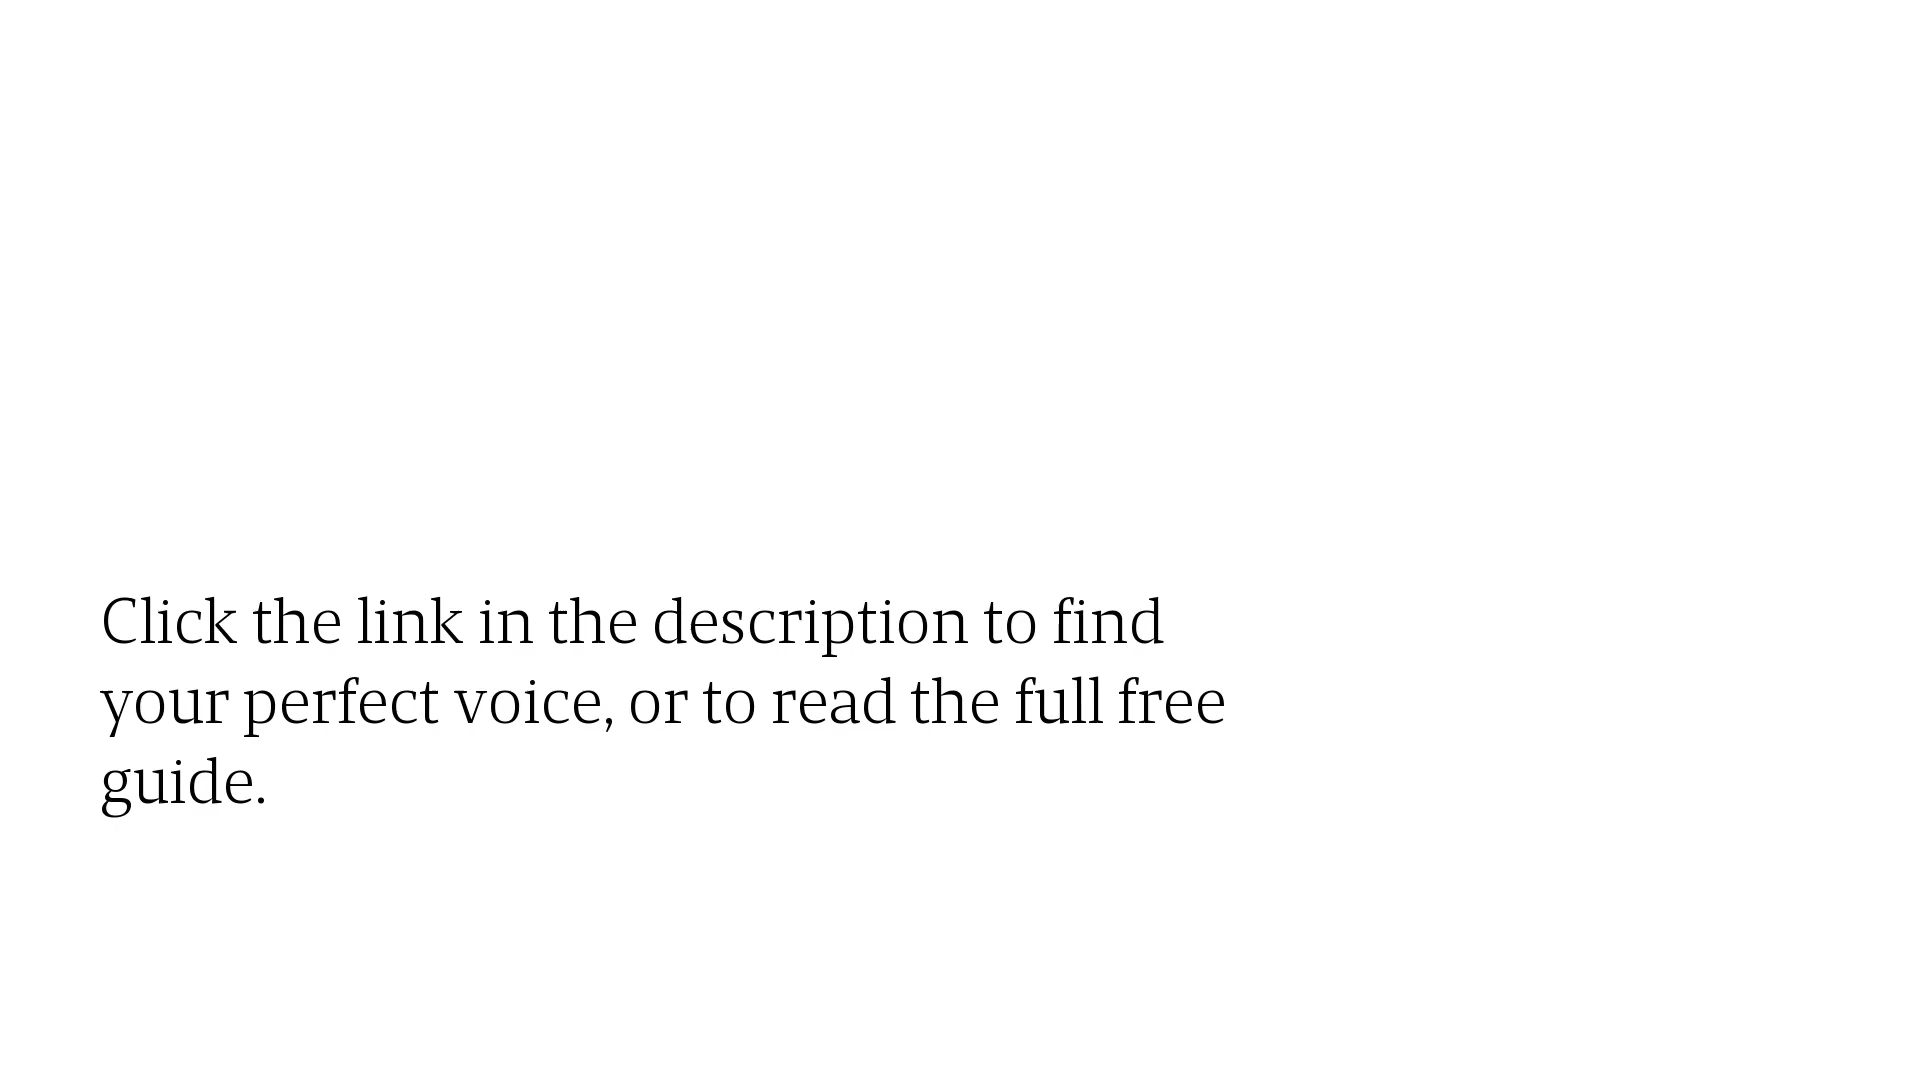 Click the link in the description to find
your perfect voice, or to read the full free
guide.